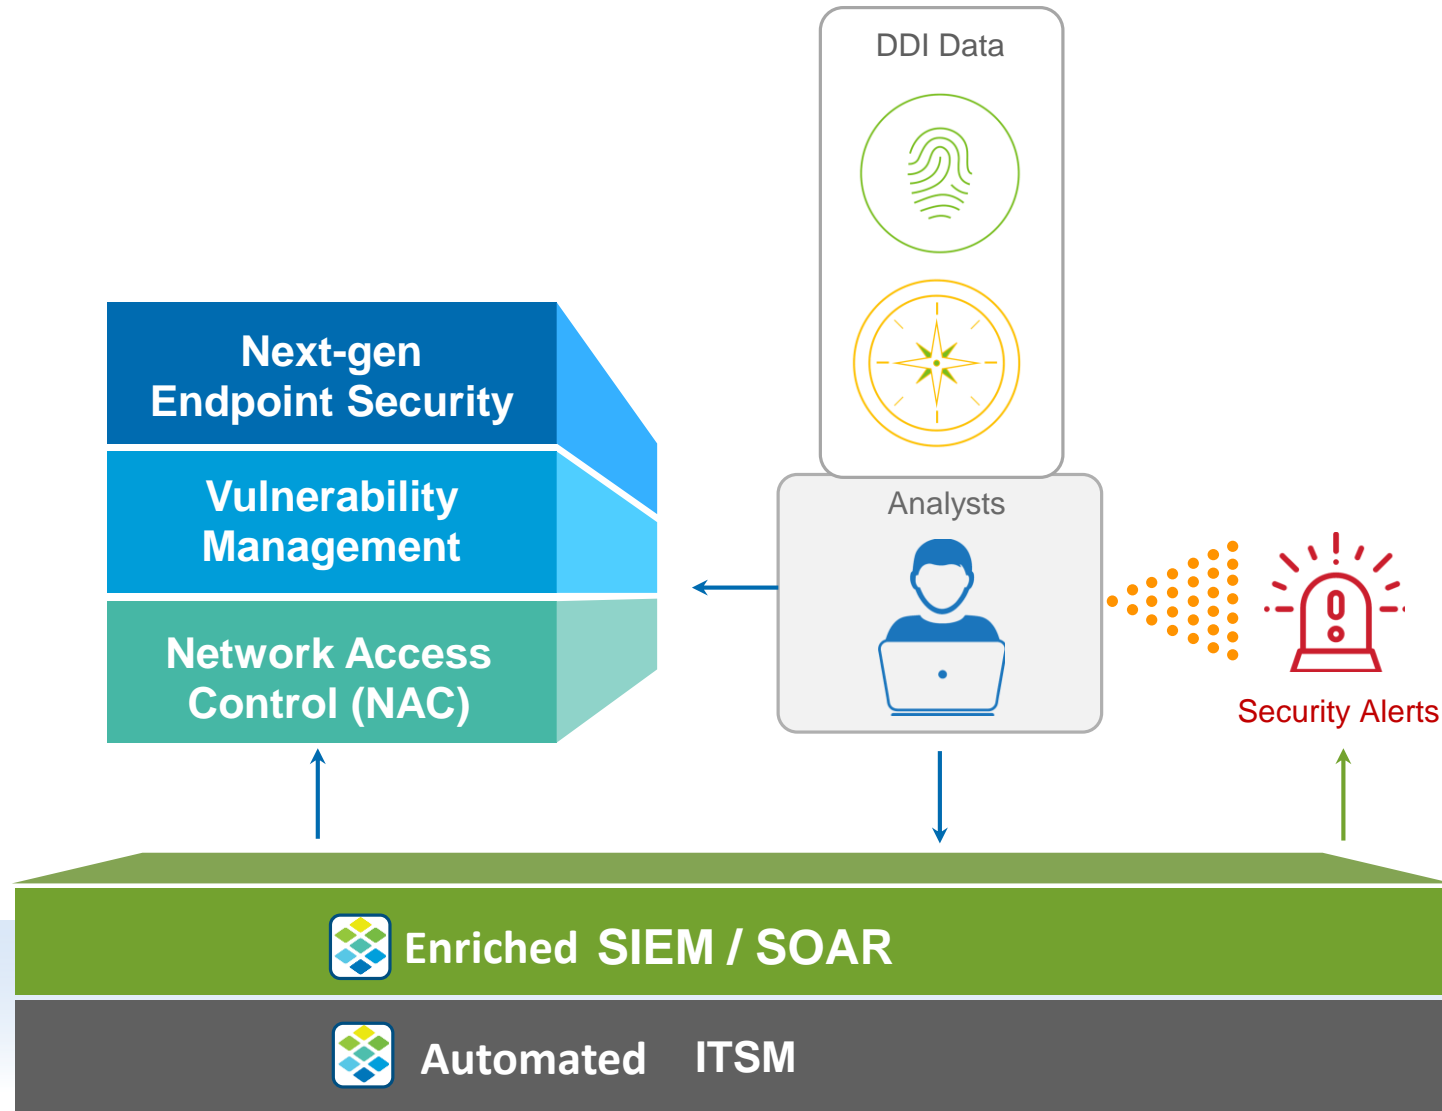 DDI Data
Next-gen
Endpoint Security
Vulnerability
Management
Network Access
Control (NAC)
Analysts
Security Alerts
Enriched SIEM / SOAR
Automated ITSM